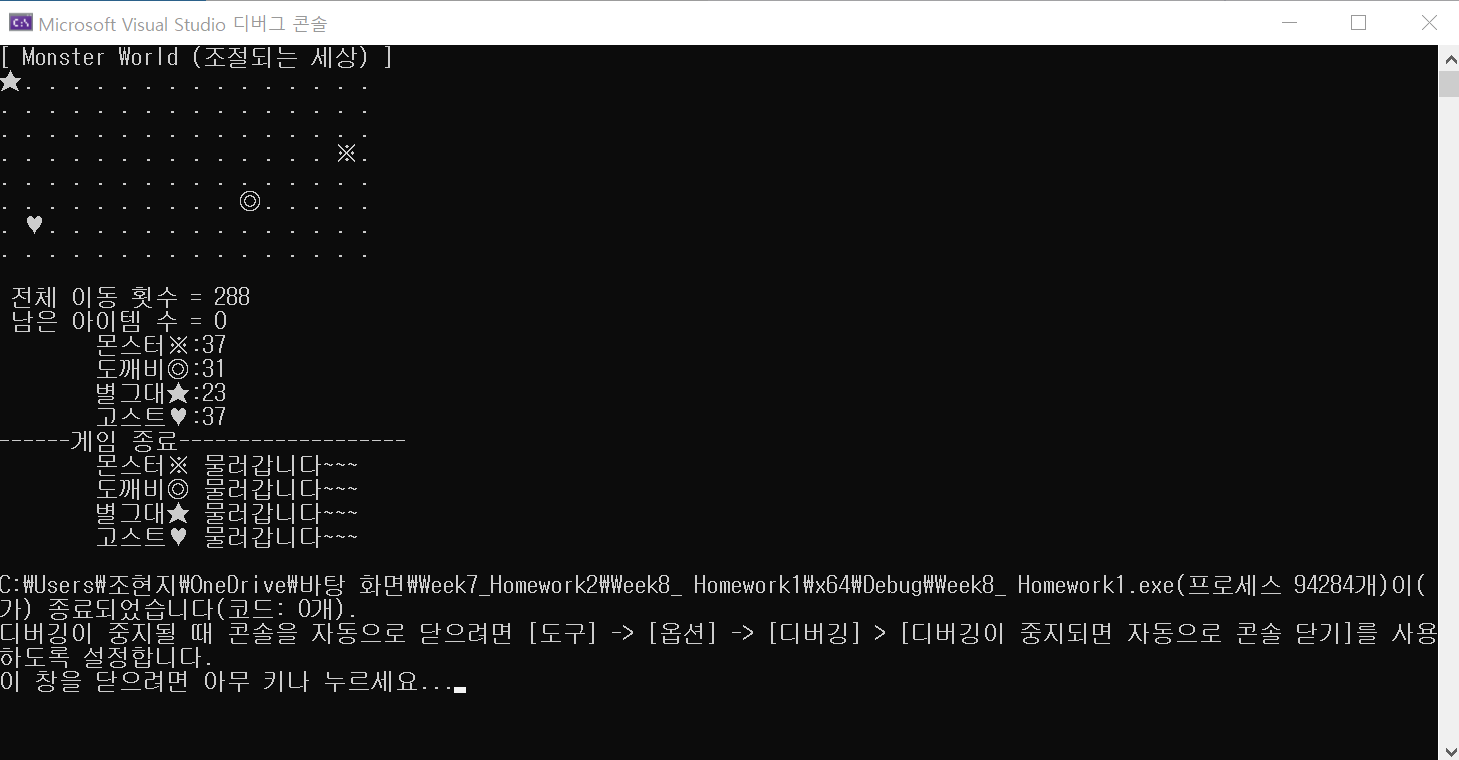 Microsoft Visual Studio 디버그 콘솔
[ Monster World (조절되는 세상) ]
★. . . . . . . . . . . . . . .
. . . . . . . . . . . . . . . .
. . . . . . . . . . . . . . . .
. . . . . . . . . . . . . . ※.
. . . . . . . . . . . . . . . .
. . . . . . . . . . ◎. . . . .
. ♥. . . . . . . . . . . . . .
. . . . . . . . . . . . . . . .
전체 이동 횟수 = 288
남은 아이템 수 = 0
몬스터※:37
도깨비◎:31
별그대★:23
고스트♥:37
------게임 종료-------------------
몬스터※ 물러갑니다~~~
도깨비◎ 물러갑니다~~~
별그대★ 물러갑니다~~~
고스트♥ 물러갑니다~~~
C:₩Users₩조현지₩OneDrive₩바탕 화면₩Week7_Homework2₩Week8_ Homework1₩x64₩Debug₩Week8_ Homework1.exe(프로세스 94284개)이(
가) 종료되었습니다(코드: 0개).
디버깅이 중지될 때 콘솔을 자동으로 닫으려면 [도구] -> [옵션] -> [디버깅] > [디버깅이 중지되면 자동으로 콘솔 닫기]를 사용
하도록 설정합니다.
이 창을 닫으려면 아무 키나 누르세요...